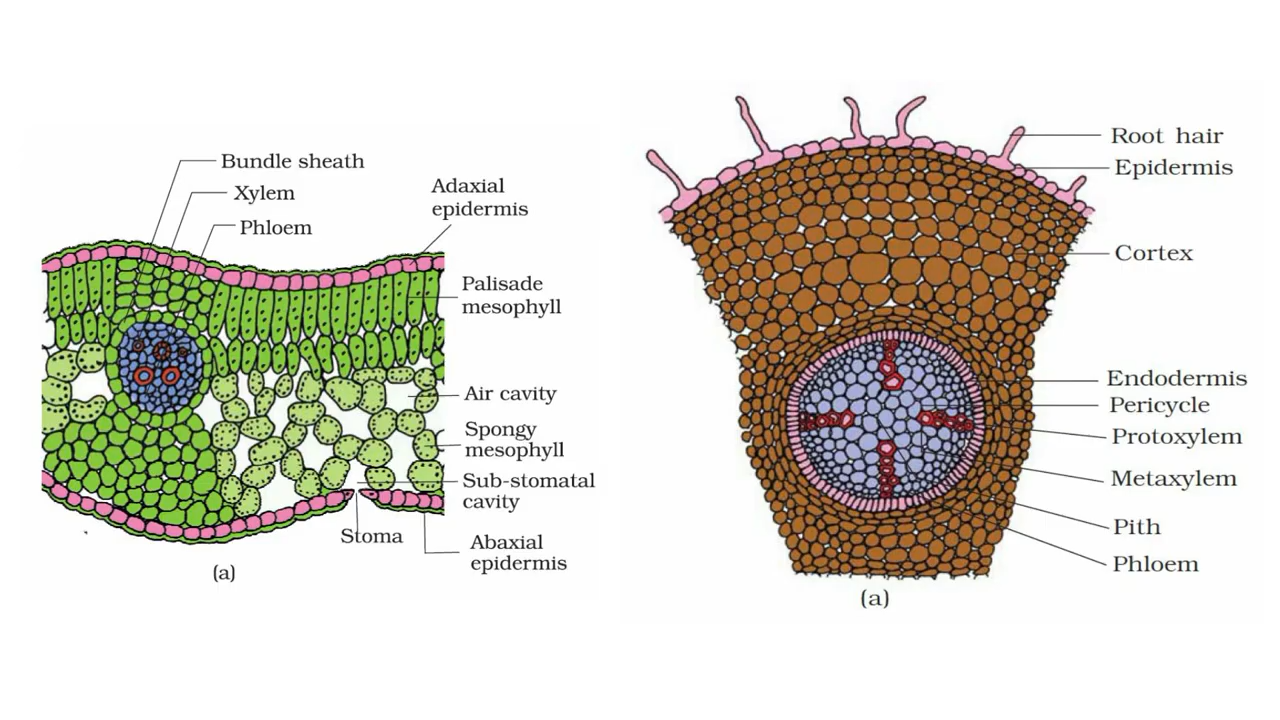 Bundle sheath
Xylem
Phloem
Adaxial
epidermis
Palisade
mesophyll
Air cavity
Spongy
mesophyll
Sub-stomatal
cavity
Stoma
Abaxial
epidermis
(a)
Root hair
Epidermis
Cortex
Endodermis
Pericycle
Protoxylem
Metaxylem
Pith
Phloem
(a)